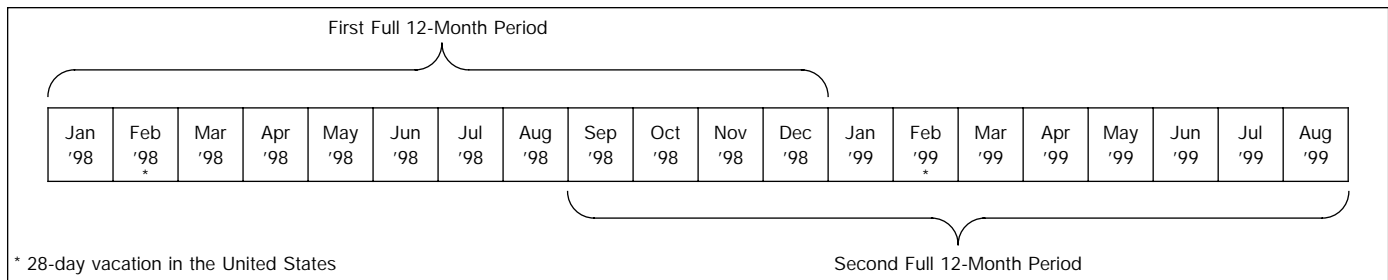 First Full 12-Month Period
Jan Feb Mar Apr May Jun Jul Aug Sep Oct Nov Dec Jan Feb Mar Apr May Jun Jul Aug
'98 '98 '98 '98 '98 '98 '98 '98 '98 '98 '98 '98 '99 '99 '99 '99 '99 '99 '99 '99
* *
* 28-day vacation in the United States Second Full 12-Month Period